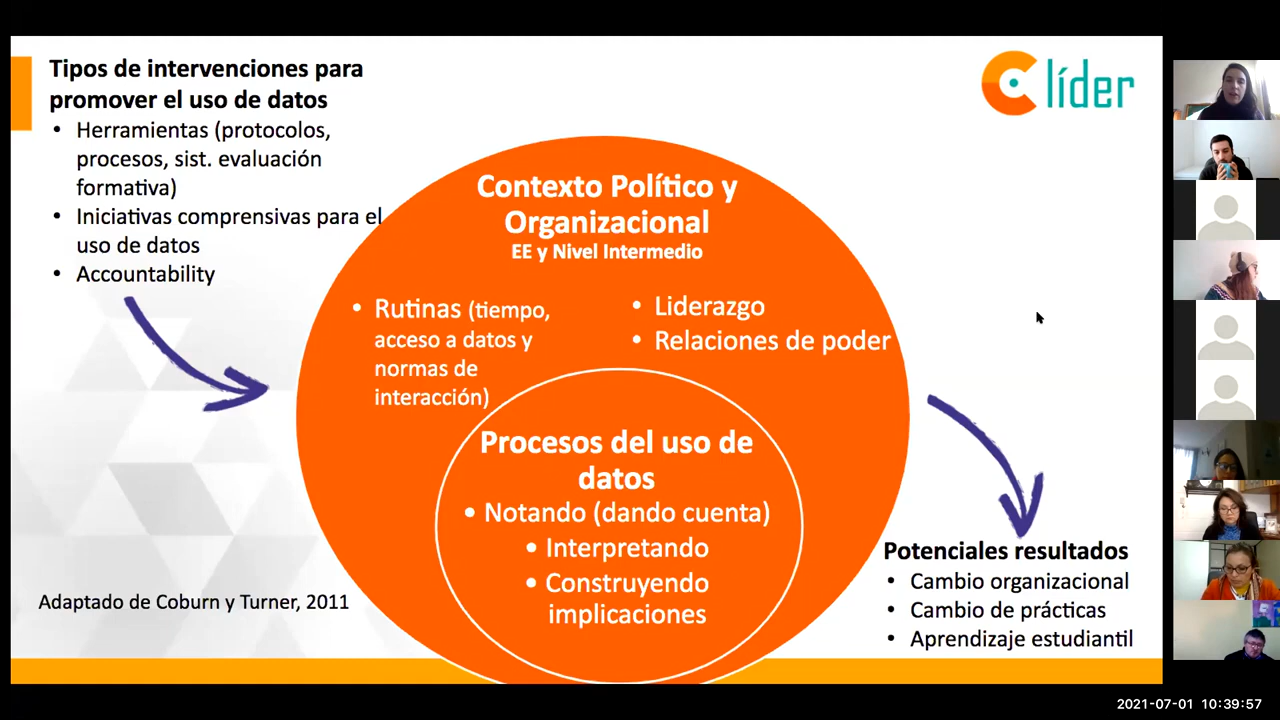 Tipos de intervenciones para
promover el uso de datos
• Herramientas (protocolos,
procesos, sist. evaluación
formativa)
• Iniciativas comprensivas para el
uso de datos
• Accountability
C líder
Contexto Político y
Organizacional
EE y Nivel Intermedio
• Rutinas (tiempo,
acceso a datos y
normas de
interacción)
• Liderazgo
• Relaciones de poder
Procesos del uso de
datos
• Notando (dando cuenta)
• Interpretando
• Construyendo
implicaciones
Potenciales resultados
• Cambio organizacional
• Cambio de prácticas
• Aprendizaje estudiantil
Adaptado de Coburn y Turner, 2011
2021-07-01 10:39:57